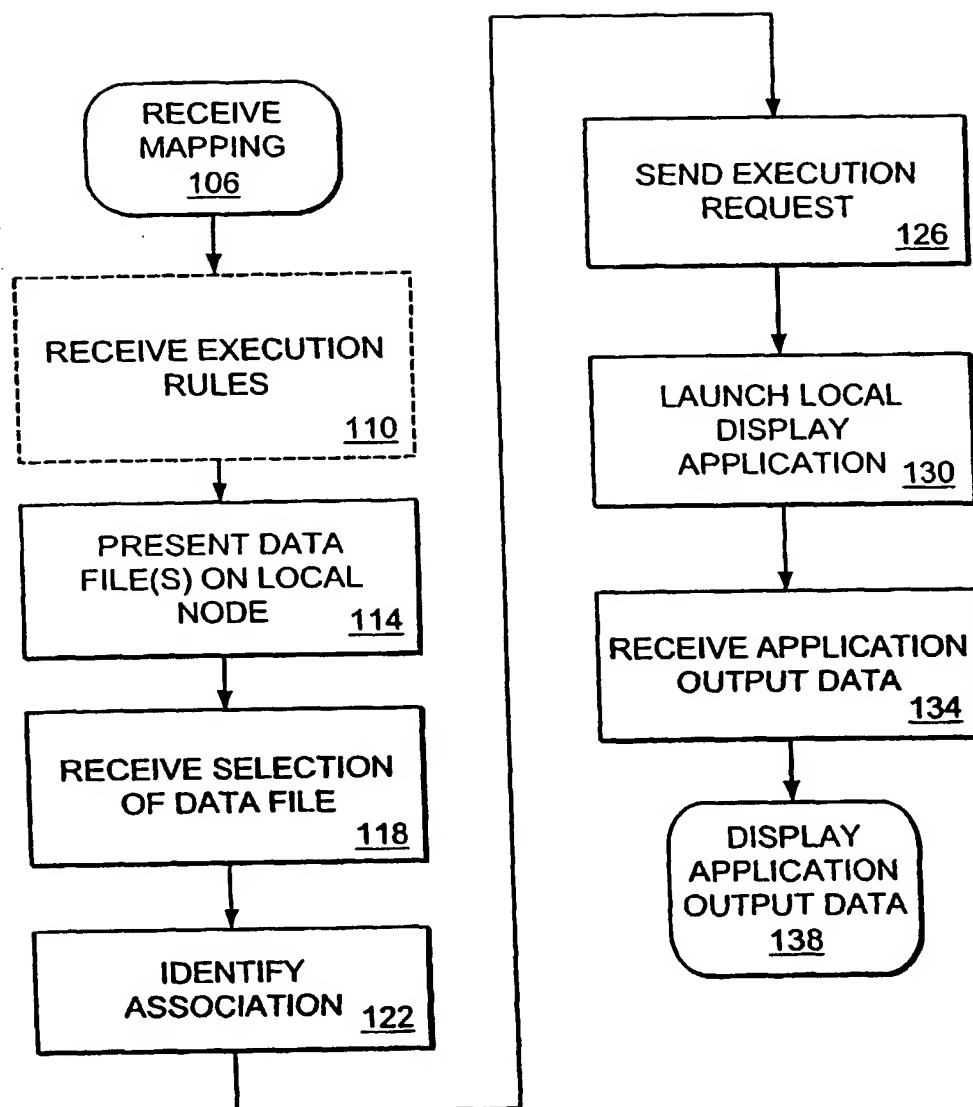 RECEIVE
MAPPING
106
RECEIVE EXECUTION
RULES
110
PRESENT DATA
FILE(S) ON LOCAL
NODE
114
RECEIVE SELECTION
OF DATA FILE
118
IDENTIFY
ASSOCIATION
122
SEND EXECUTION
REQUEST
126
LAUNCH LOCAL
DISPLAY
APPLICATION
130
RECEIVE APPLICATION
OUTPUT DATA
134
DISPLAY
APPLICATION
OUTPUT DATA
138